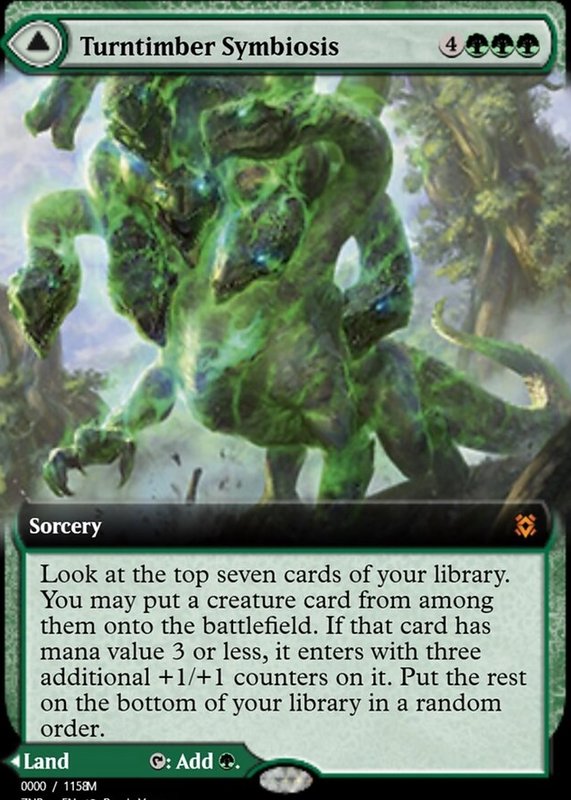 Turntimber Symbiosis 4
Sorcery
Look at the top seven cards of your library.
You may put a creature card from among
them onto the battlefield. If that card has
mana value 3 or less, it enters with three
additional +1/+1 counters on it. Put the rest
on the bottom of your library in a random
order.
Land : Add .
0000 / 1158M